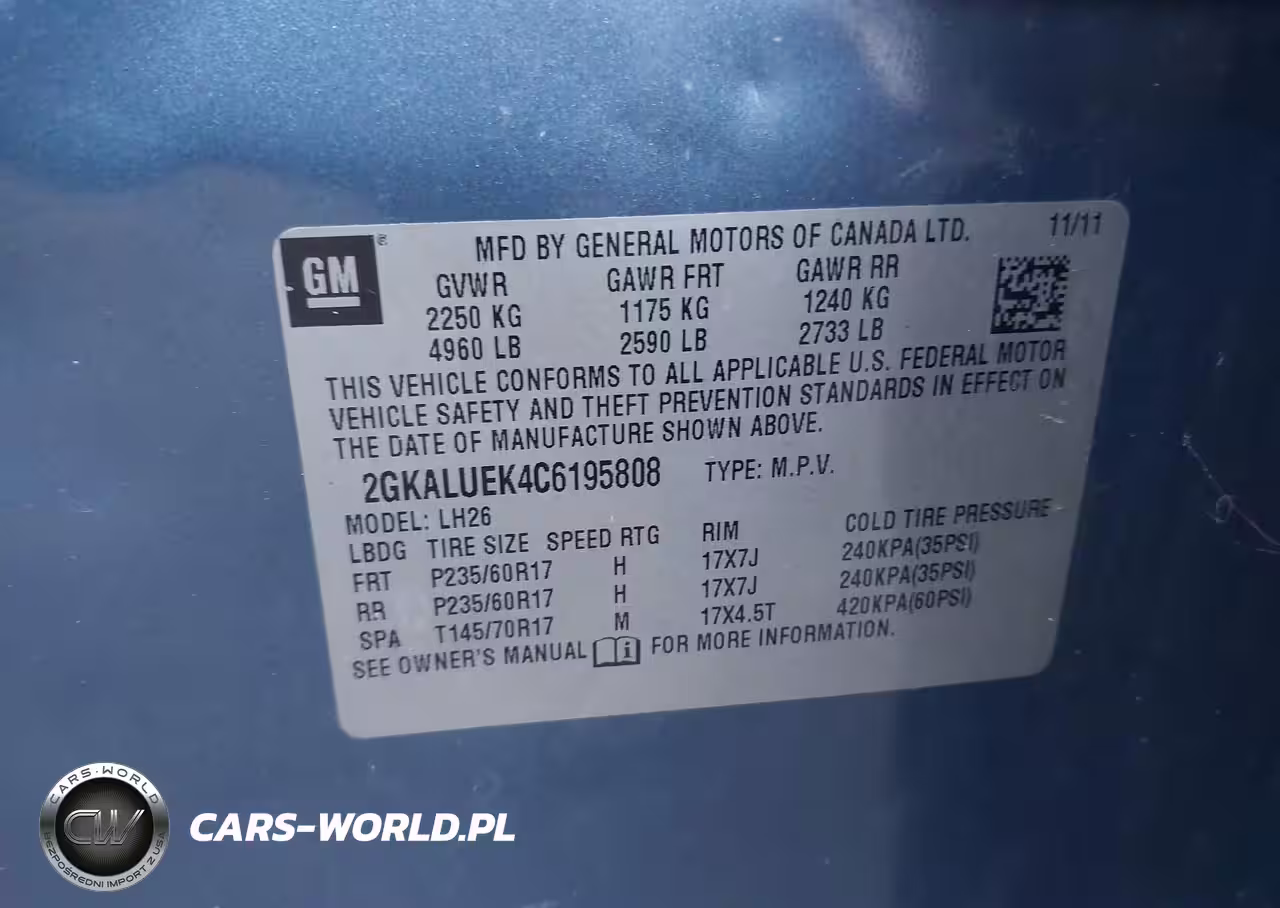 GM
MFD BY GENERAL MOTORS OF CANADA LTD. 11/11
GVWR GAWR FRT GAWR RR
2250 KG 1175 KG 1240 KG
4960 LB 2590 LB 2733 LB
THIS VEHICLE CONFORMS TO ALL APPLICABLE U.S. FEDERAL MOTOR
VEHICLE SAFETY AND THEFT PREVENTION STANDARDS IN EFFECT ON
THE DATE OF MANUFACTURE SHOWN ABOVE.
2GKALUEK4C6195808 TYPE: M.P.V.
MODEL: LH26
LBDG TIRE SIZE SPEED RTG RIM COLD TIRE PRESSURE
FRT P235/60R17 H 17X7J 240KPA(35PSI)
RR P235/60R17 H 17X7J 240KPA(35PSI)
SPA T145/70R17 M 17X4.5T 420KPA(60PSI)
SEE OWNER'S MANUAL FOR MORE INFORMATION.
CARS-WORLD
CW
BEZPOŚREDNI IMPORT Z USA
CARS-WORLD.PL